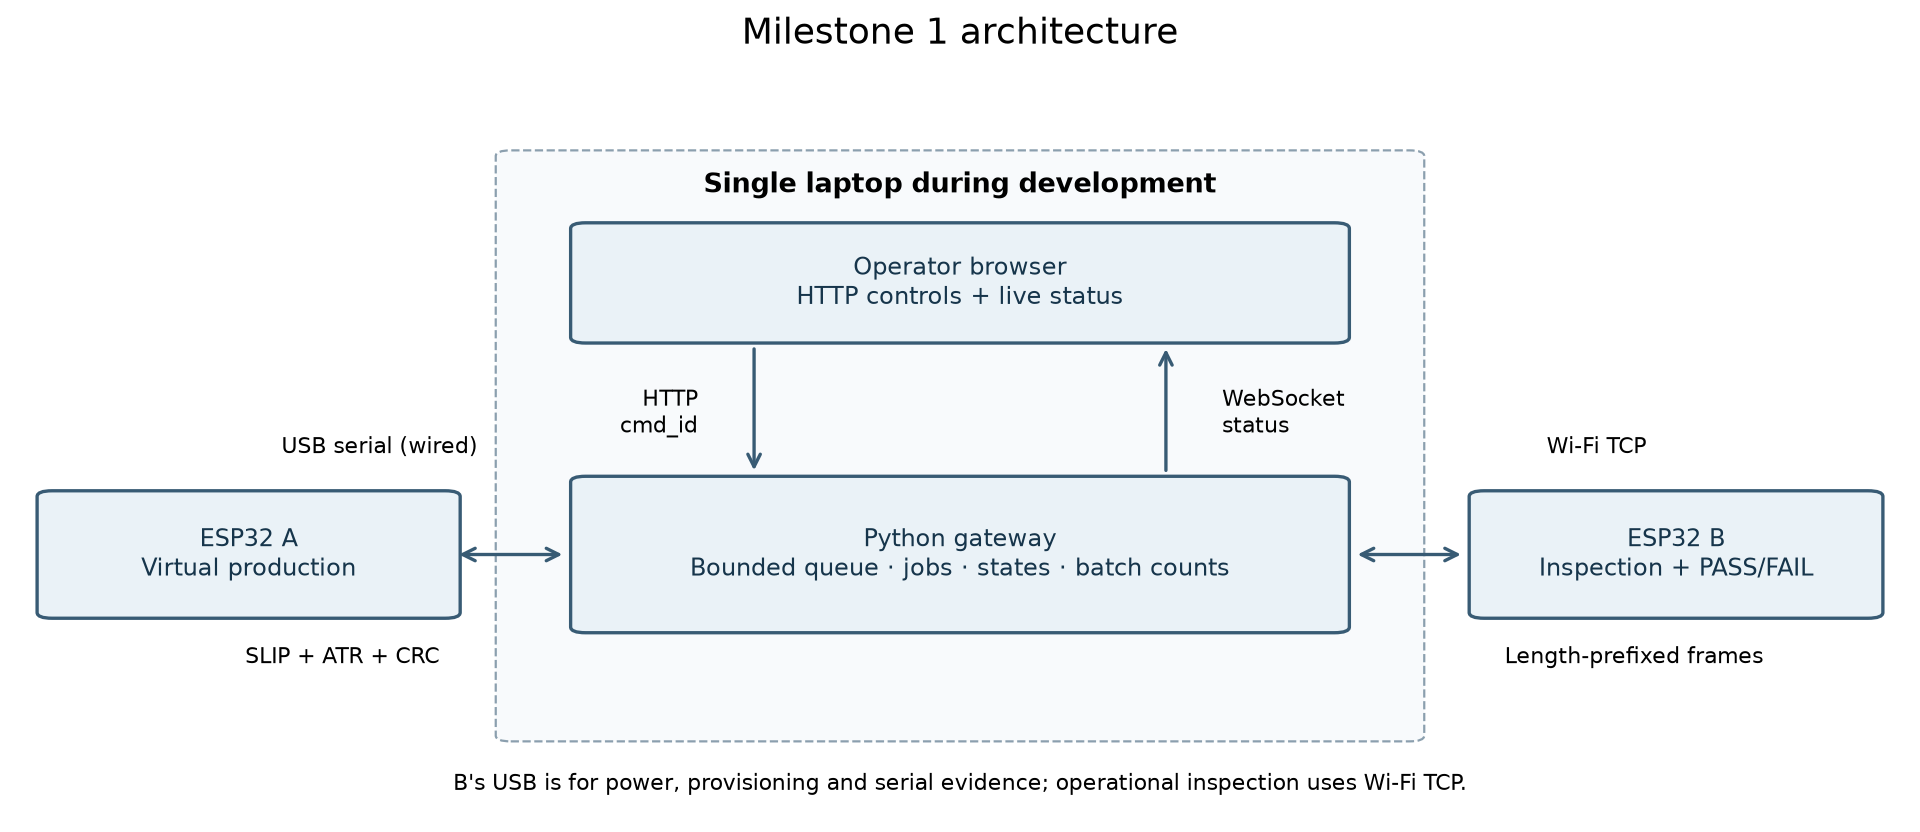 Milestone 1 architecture
Single laptop during development
Operator browser
HTTP controls + live status
HTTP
cmd_id
WebSocket
status
USB serial (wired)
Wi-Fi TCP
ESP32 A
Virtual production
Python gateway
Bounded queue · jobs · states · batch counts
ESP32 B
Inspection + PASS/FAIL
SLIP + ATR + CRC
Length-prefixed frames
B's USB is for power, provisioning and serial evidence; operational inspection uses Wi-Fi TCP.